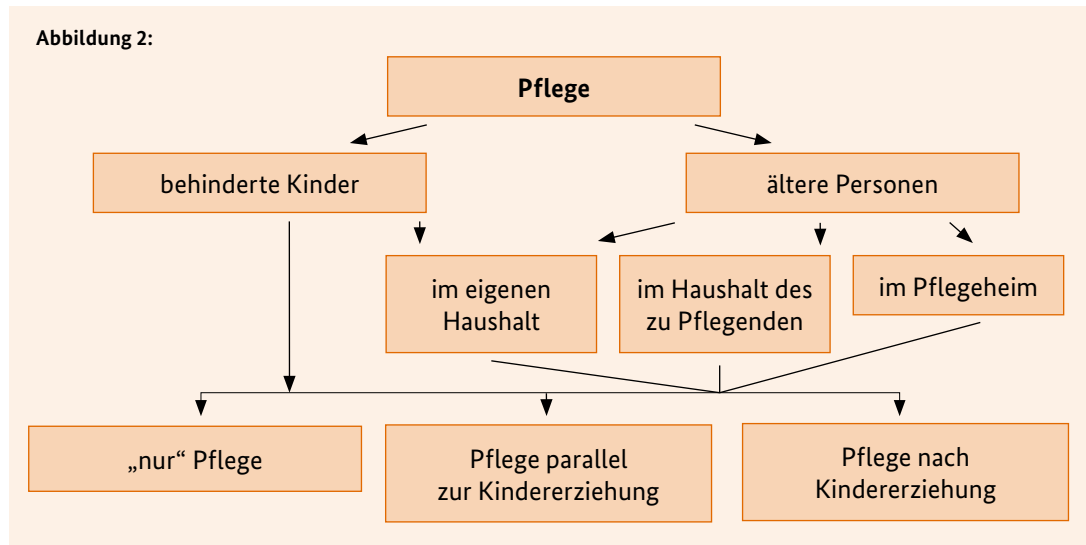 Abbildung 2:
Pflege
behinderte Kinder
ältere Personen
im eigenen
Haushalt
im Haushalt des
zu Pflegenden
im Pflegeheim
„nur“ Pflege
Pflege parallel
zur Kindererziehung
Pflege nach
Kindererziehung